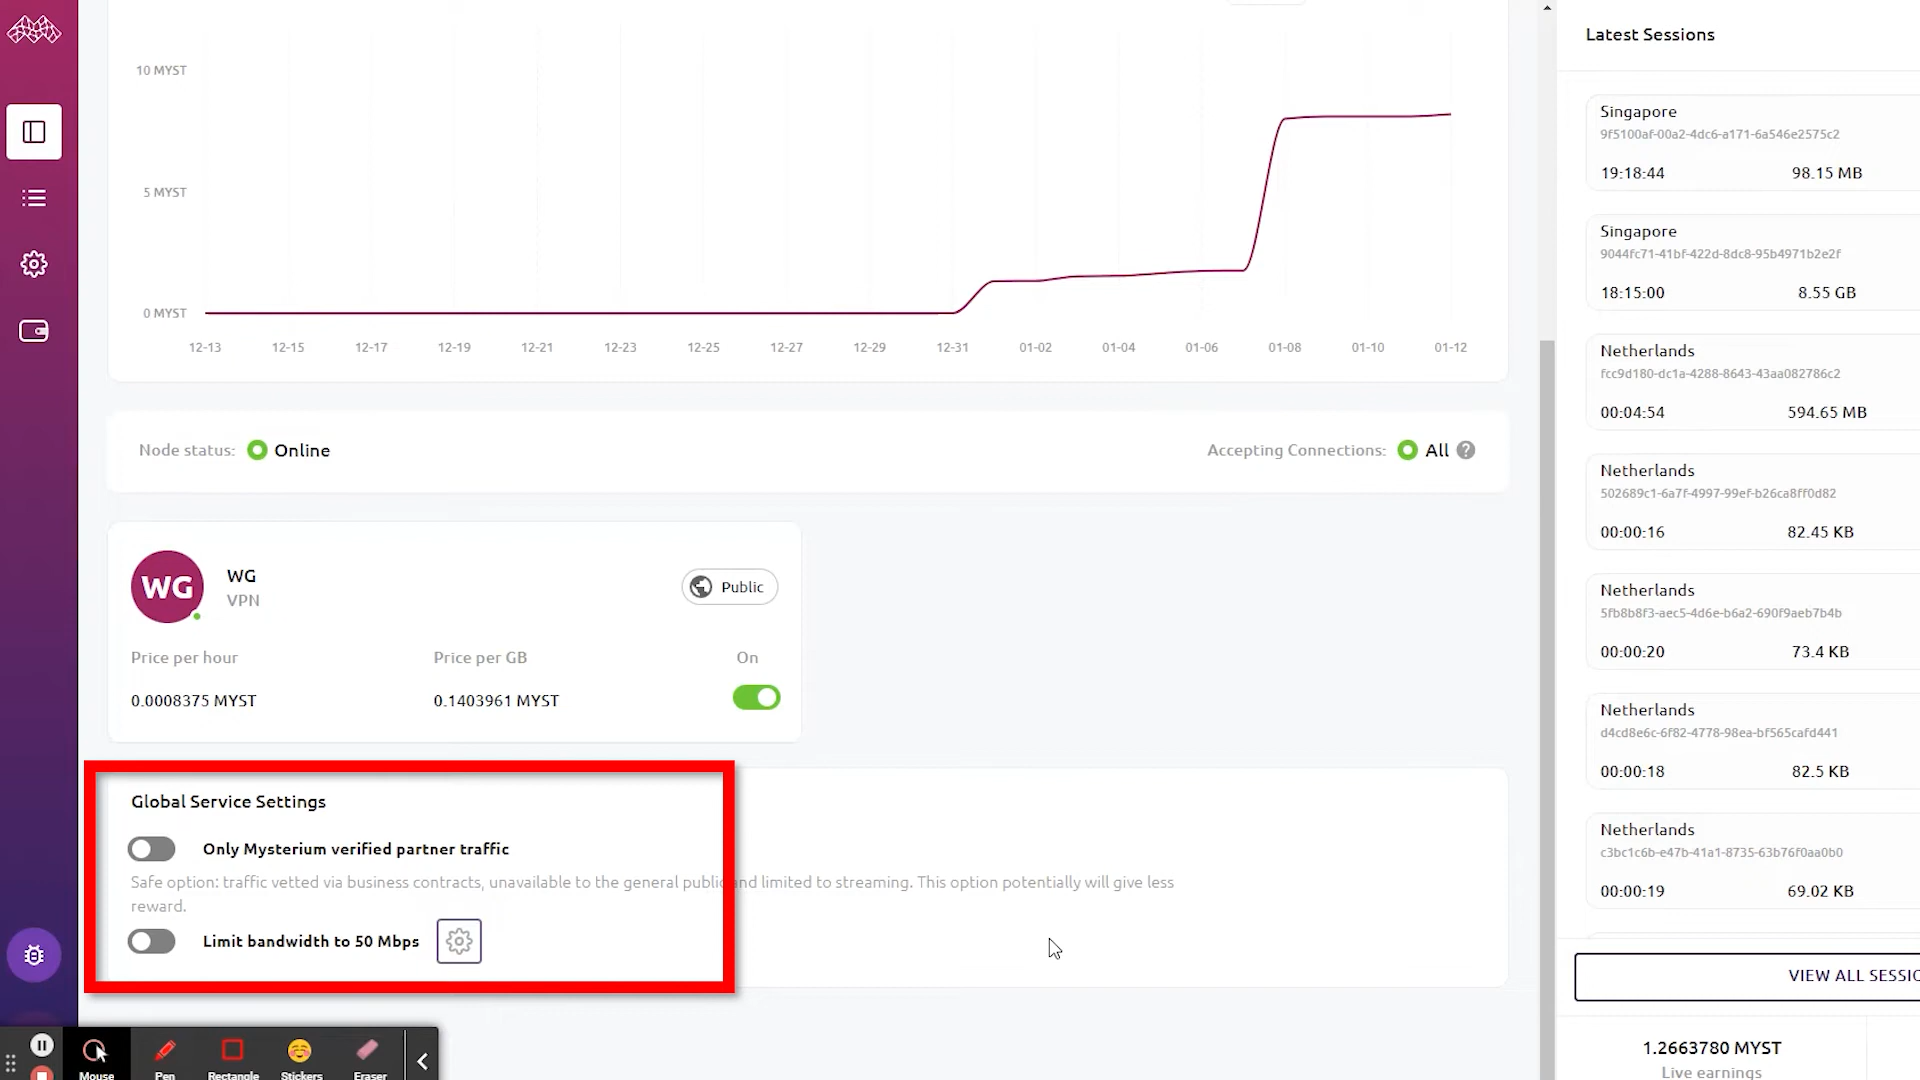 10 MYST
5 MYST
0 MYST
12-13 12-15 12-17 12-19 12-21 12-23 12-25 12-27 12-29 12-31 01-02 01-04 01-06 01-08 01-10 01-12
Node status: Online
Accepting Connections: All ?
WG
WG
VPN
Public
Price per hour Price per GB On
0.0008375 MYST 0.1403961 MYST
Global Service Settings
Only Mysterium verified partner traffic
Safe option: traffic vetted via business contracts, unavailable to the general public and limited to streaming. This option potentially will give less
reward.
Limit bandwidth to 50 Mbps
Latest Sessions
Singapore
9f5100af-00a2-4dc6-a171-6a546e2575c2
19:18:44 98.15 MB
Singapore
9044fc71-41bf-422d-8dc8-95b4971b2e2f
18:15:00 8.55 GB
Netherlands
fcc9d180-dc1a-4288-8643-43aa082786c2
00:04:54 594.65 MB
Netherlands
502689c1-6a7f-4997-99ef-b26ca8ff0d82
00:00:16 82.45 KB
Netherlands
5fb8b8f3-aec5-4d6e-b6a2-690f9aeb7b4b
00:00:20 73.4 KB
Netherlands
d4cd8e6c-6f82-4778-98ea-bf565cafd441
00:00:18 82.5 KB
Netherlands
c3bc1c6b-e47b-41a1-8735-63b76f0aa0b0
00:00:19 69.02 KB
VIEW ALL SESSIO
1.2663780 MYST
Live earnings
Mouse Pen Rectangle Stickers Eraser